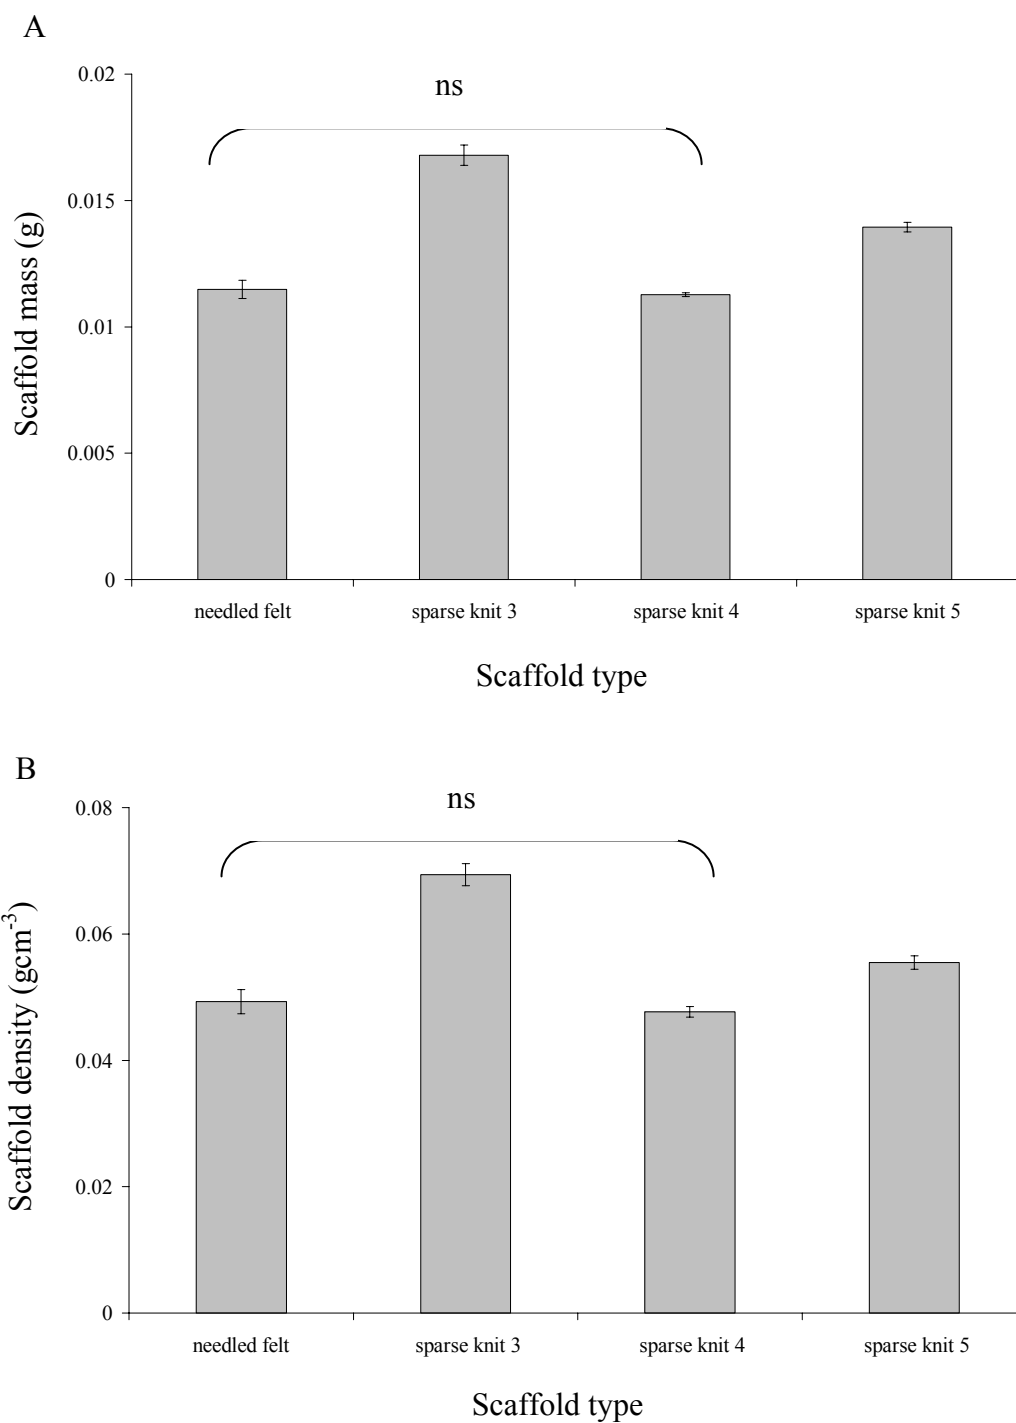 A
ns
0.02
0.015
0.01
0.005
0
Scaffold mass (g)
needled felt sparse knit 3 sparse knit 4 sparse knit 5
Scaffold type
B
ns
0.08
0.06
0.04
0.02
0
Scaffold density (gcm⁻³)
needled felt sparse knit 3 sparse knit 4 sparse knit 5
Scaffold type